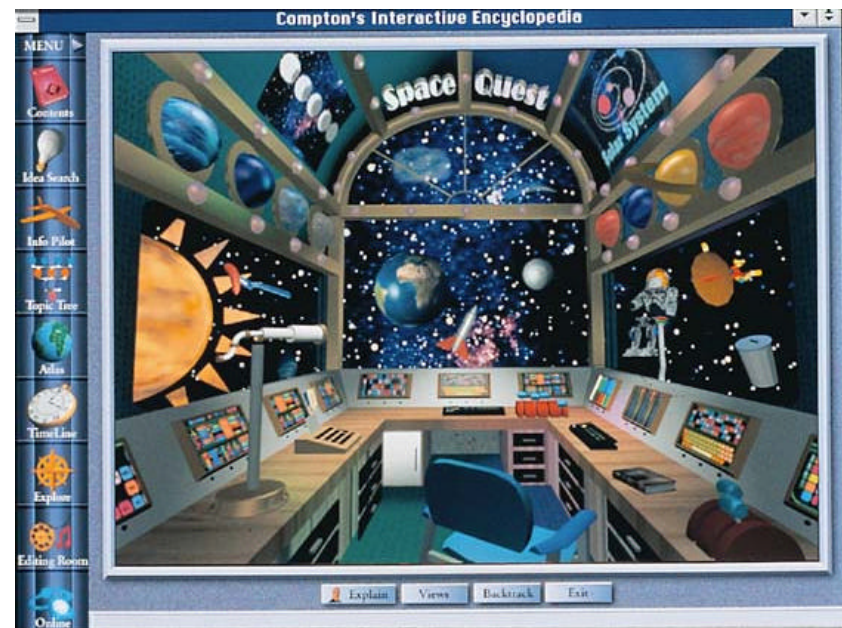 Compton's Interactive Encyclopedia
MENU
Contents
Idea Search
Info Pilot
Topic Tree
Atlas
TimeLine
Explore
Editing Room
Online
Space Quest
Solar System
Explain
Views
Backtrack
Exit